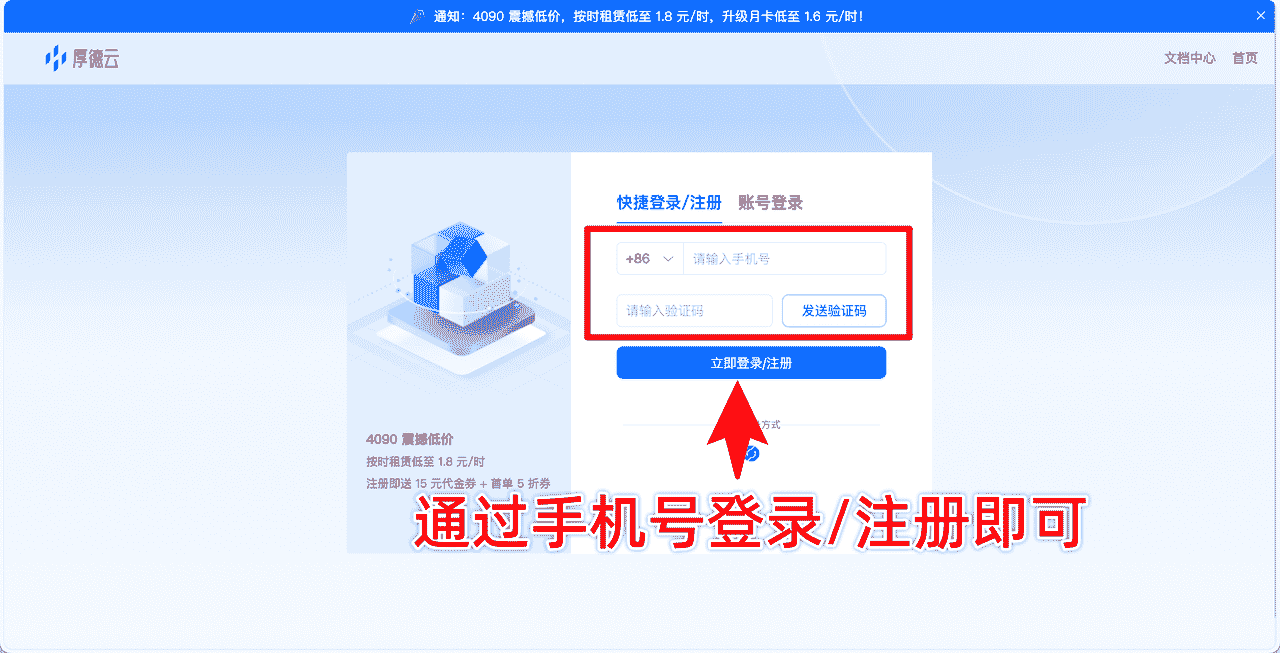 通知：4090 震撼低价，按时租赁低至 1.8 元/时，升级月卡低至 1.6 元/时！
厚德云
文档中心 首页
快捷登录/注册 账号登录
+86 请输入手机号
请输入验证码 发送验证码
立即登录/注册
方式
4090 震撼低价
按时租赁低至 1.8 元/时
注册即送 15 元代金券 + 首单 5 折券
通过手机号登录/注册即可